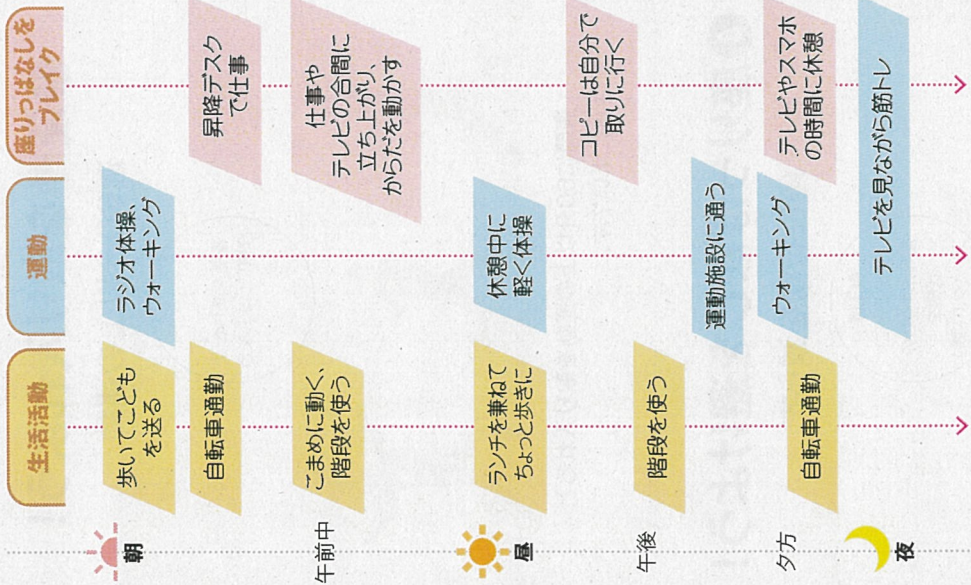 生活活動
運動
座りっぱなしを
ブレイク
朝
歩いてこども
を送る
自転車通勤
ラジオ体操、
ウォーキング
昇降デスク
で仕事
午前中
こまめに動く、
階段を使う
仕事や
テレビの合間に
立ち上がり、
からだを動かす
昼
ランチを兼ねて
ちょっと歩きに
休憩中に
軽く体操
午後
階段を使う
コピーは自分で
取りに行く
夕方
自転車通勤
運動施設に通う
ウォーキング
テレビやスマホ
の時間に休憩
夜
テレビを見ながら筋トレ